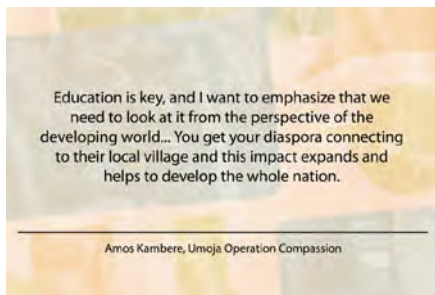 Education is key, and I want to emphasize that we
need to look at it from the perspective of the
developing world... You get your diaspora connecting
to their local village and this impact expands and
helps to develop the whole nation.
Amos Kambere, Umoja Operation Compassion